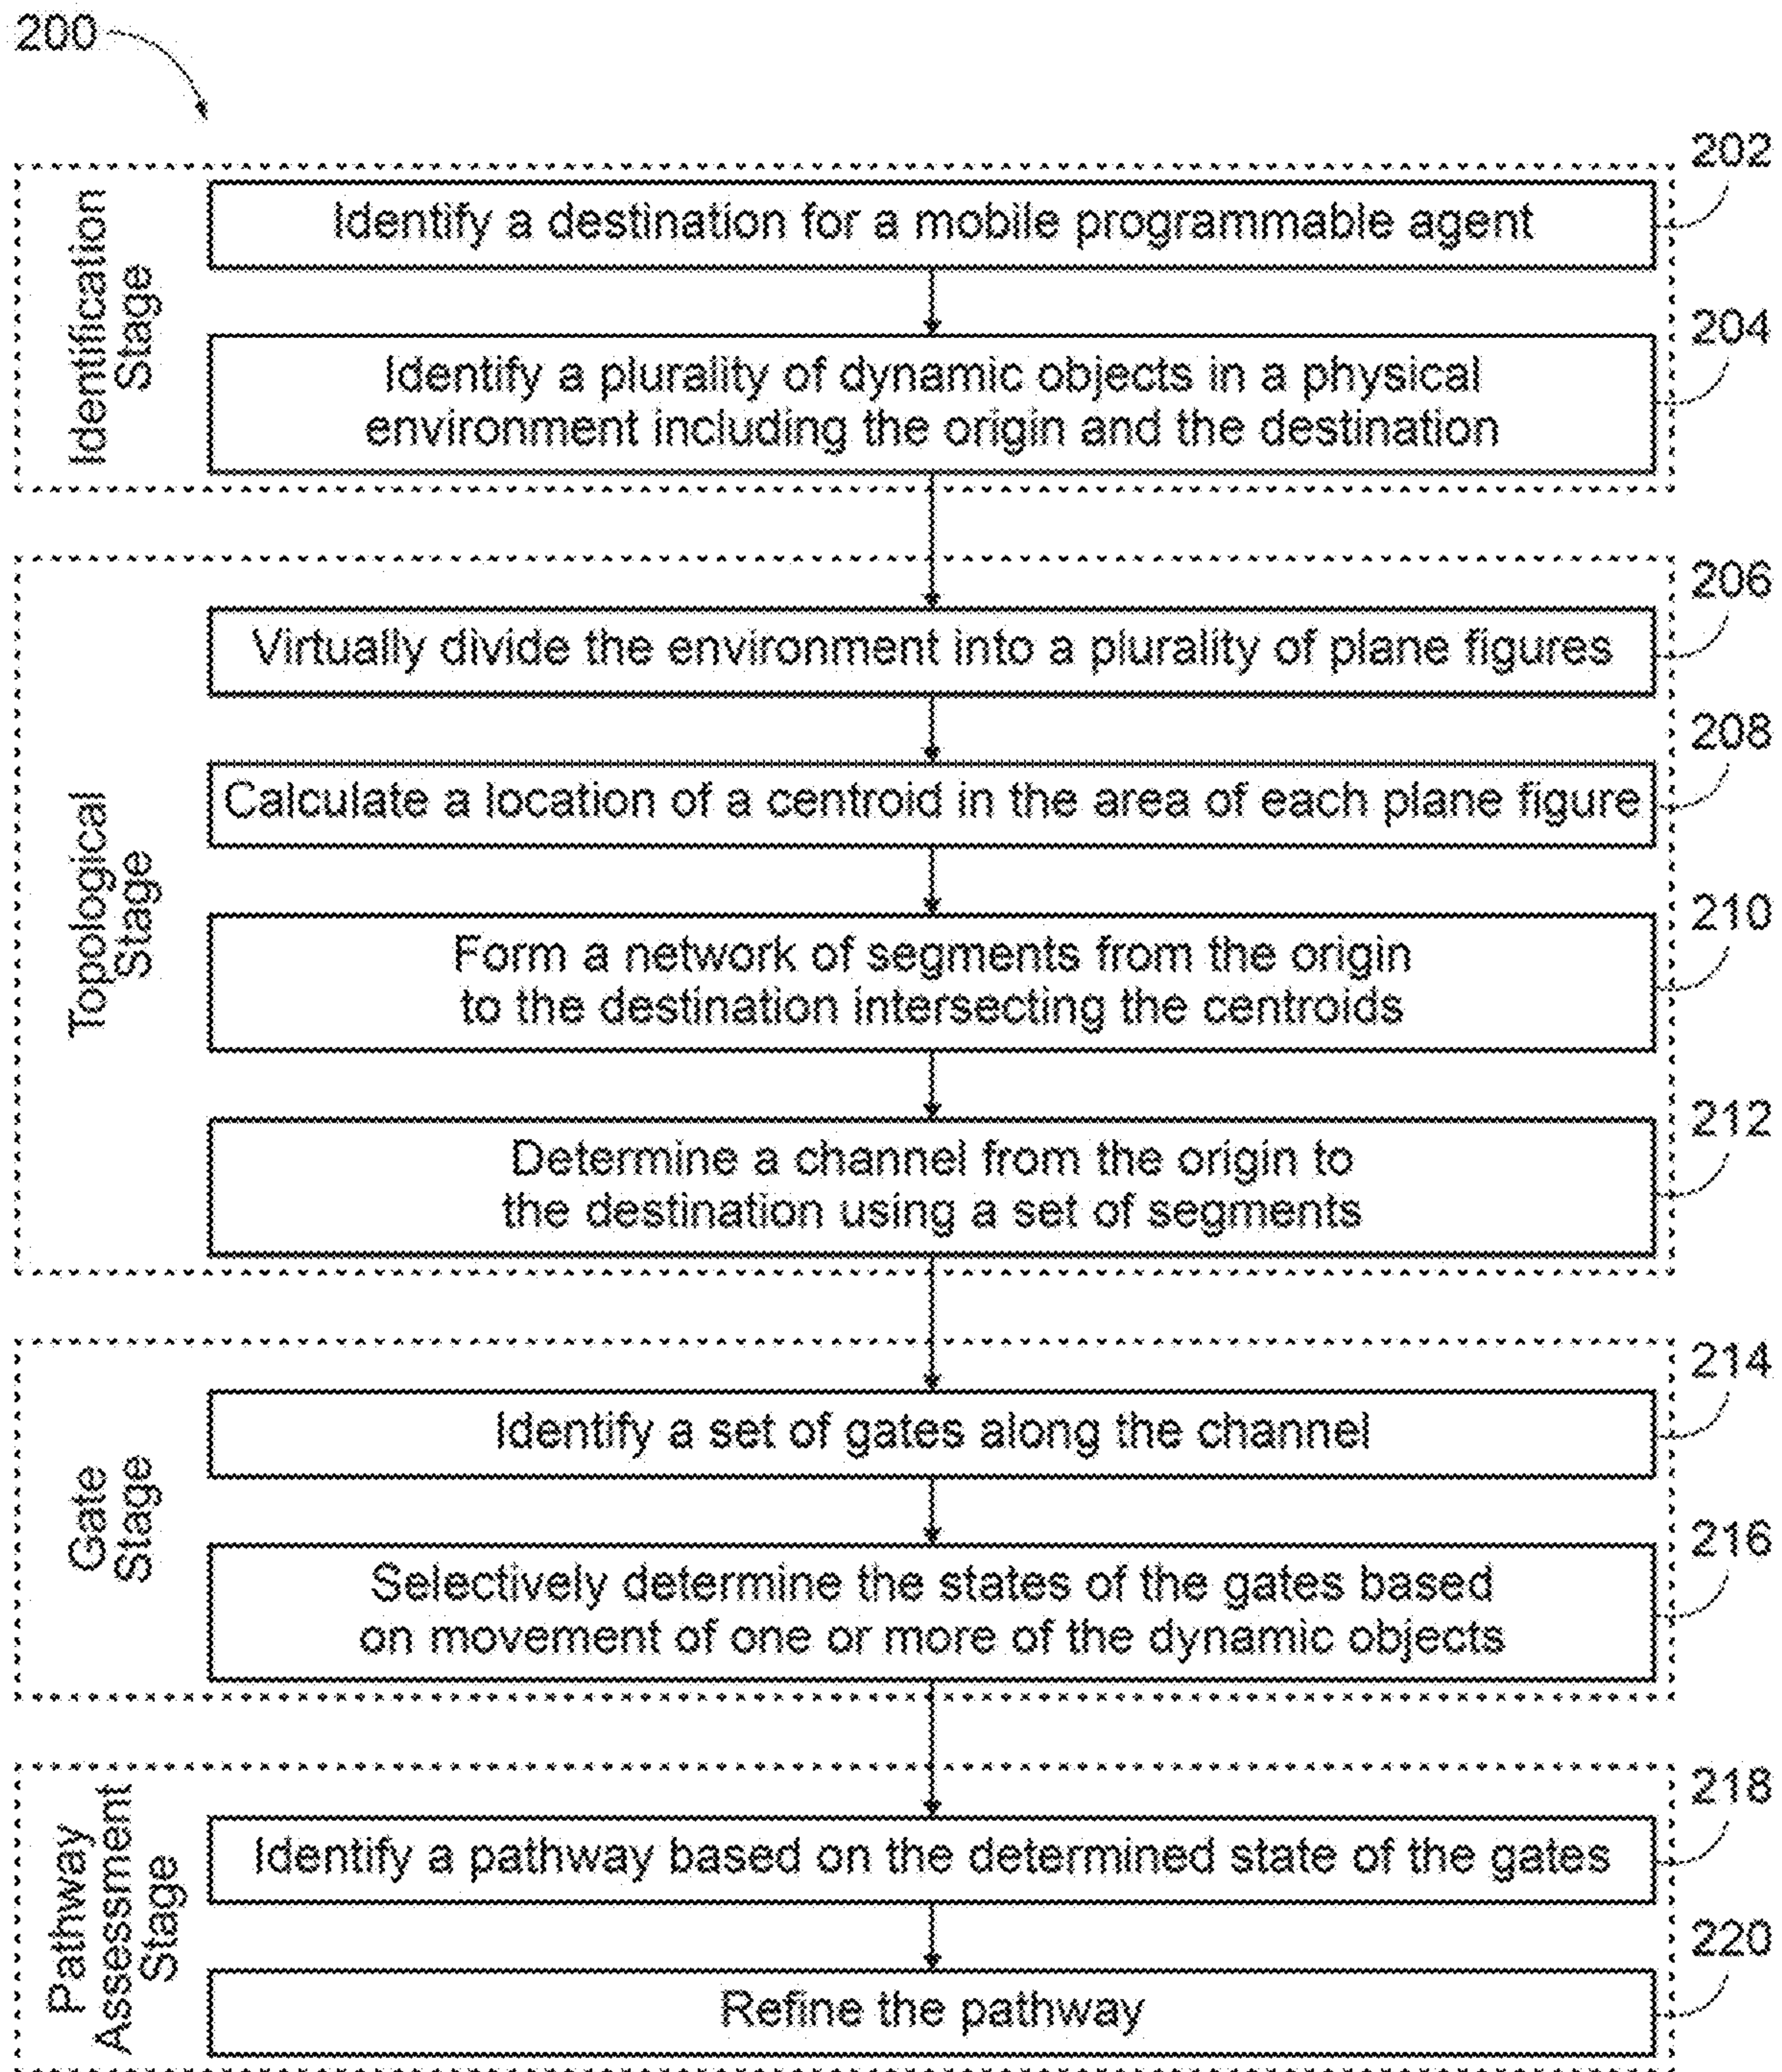 200
202
Identification
Stage
Identify a destination for a mobile programmable agent
204
Identify a plurality of dynamic objects in a physical
environment including the origin and the destination
206
Topological
Stage
Virtually divide the environment into a plurality of plane figures
208
Calculate a location of a centroid in the area of each plane figure
210
Form a network of segments from the origin
to the destination intersecting the centroids
212
Determine a channel from the origin to
the destination using a set of segments
214
Gate
Stage
Identify a set of gates along the channel
216
Selectively determine the states of the gates based
on movement of one or more of the dynamic objects
218
Pathway
Assessment
Stage
Identify a pathway based on the determined state of the gates
220
Refine the pathway